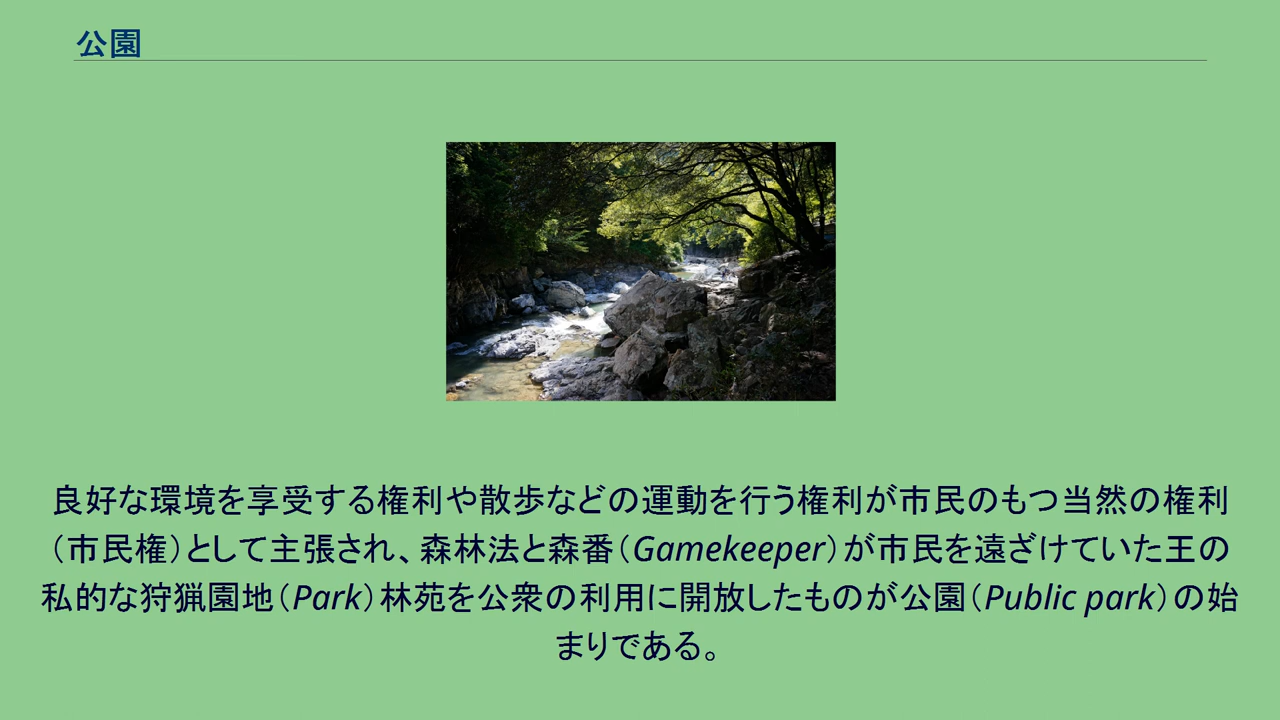 公園
良好な環境を享受する権利や散歩などの運動を行う権利が市民のもつ当然の権利
（市民権）として主張され、森林法と森番（Gamekeeper）が市民を遠ざけていた王の
私的な狩猟園地（Park）林苑を公衆の利用に開放したものが公園（Public park）の始
まりである。